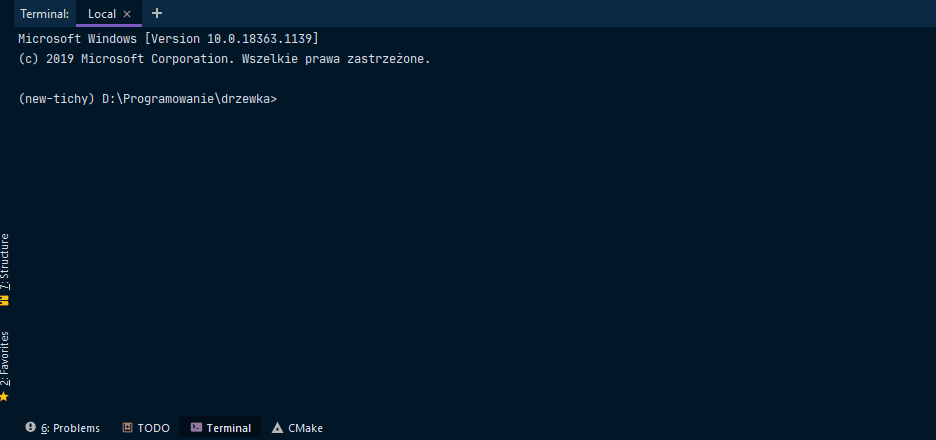 Terminal: Local × +
Microsoft Windows [Version 10.0.18363.1139]
(c) 2019 Microsoft Corporation. Wszelkie prawa zastrzeżone.
(new-tichy) D:\Programowanie\drzewka>
7: Structure
2: Favorites
6: Problems TODO Terminal CMake